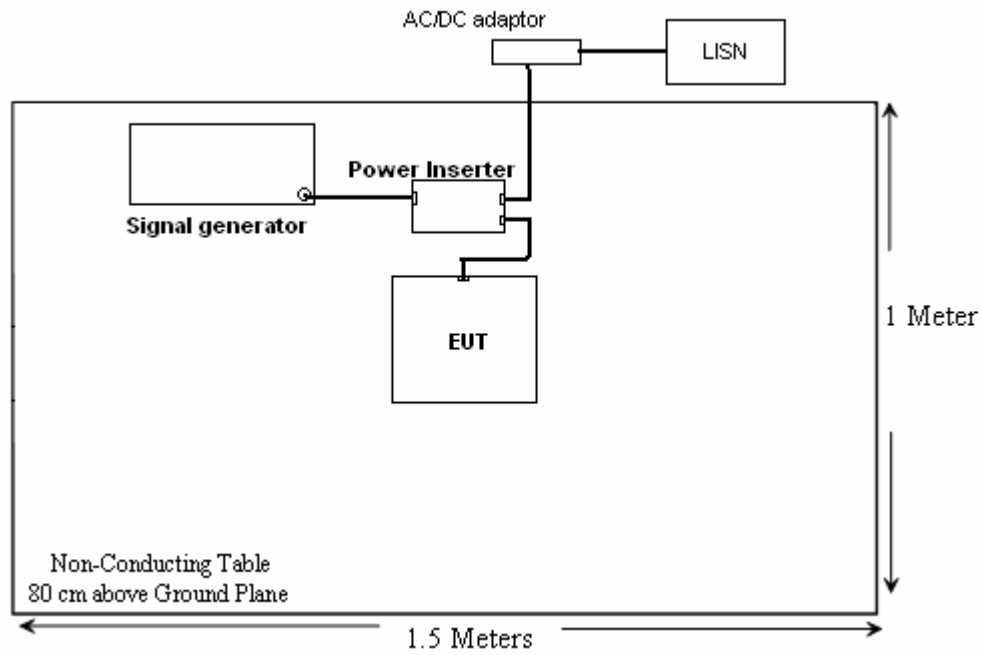 AC/DC adaptor
LISN
Power Inserter
Signal generator
EUT
1 Meter
Non-Conducting Table
80 cm above Ground Plane
1.5 Meters